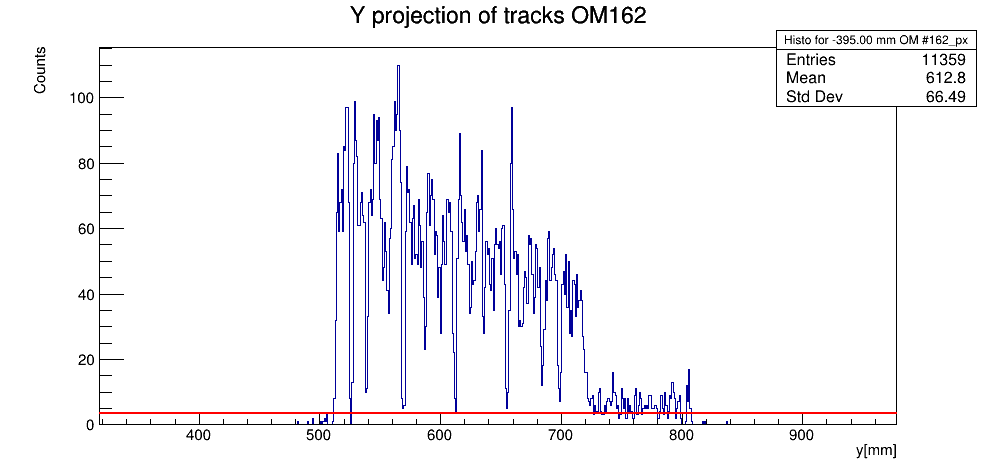 Y projection of tracks OM162
Histo for -395.00 mm OM #162_px
Entries 11359
Mean 612.8
Std Dev 66.49
Counts
100
80
60
40
20
0
400 500 600 700 800 900
y[mm]